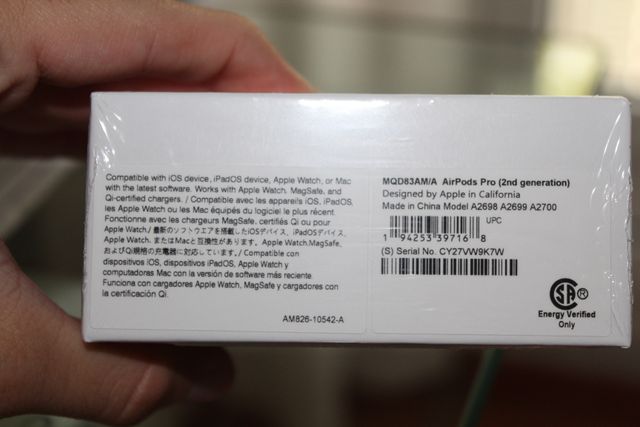 Compatible with iOS device, iPadOS device, Apple Watch, or Mac
with the latest software. Works with Apple Watch, MagSafe, and
Qi-certified chargers. / Compatible avec les appareils iOS, iPadOS,
les Apple Watch ou les Mac équipés du logiciel le plus récent.
Fonctionne avec les chargeurs MagSafe, certifiés Qi ou pour
Apple Watch / 最新のソフトウェアを搭載したiOSデバイス、iPadOSデバイス、
Apple Watch、またはMacと互換性があります。Apple Watch、MagSafe、
およびQi規格の充電器に対応しています。/ Compatible con
dispositivos iOS, dispositivos iPadOS, Apple Watch y
computadoras Mac con la versión de software más reciente.
Funciona con cargadores Apple Watch, MagSafe y cargadores con
la certificación Qi.
AM826-10542-A
MQD83AM/A AirPods Pro (2nd generation)
Designed by Apple in California
Made in China Model A2698 A2699 A2700
UPC
1 94253 39716 8
(S) Serial No. CY27VW9K7W
CSA®
Energy Verified
Only